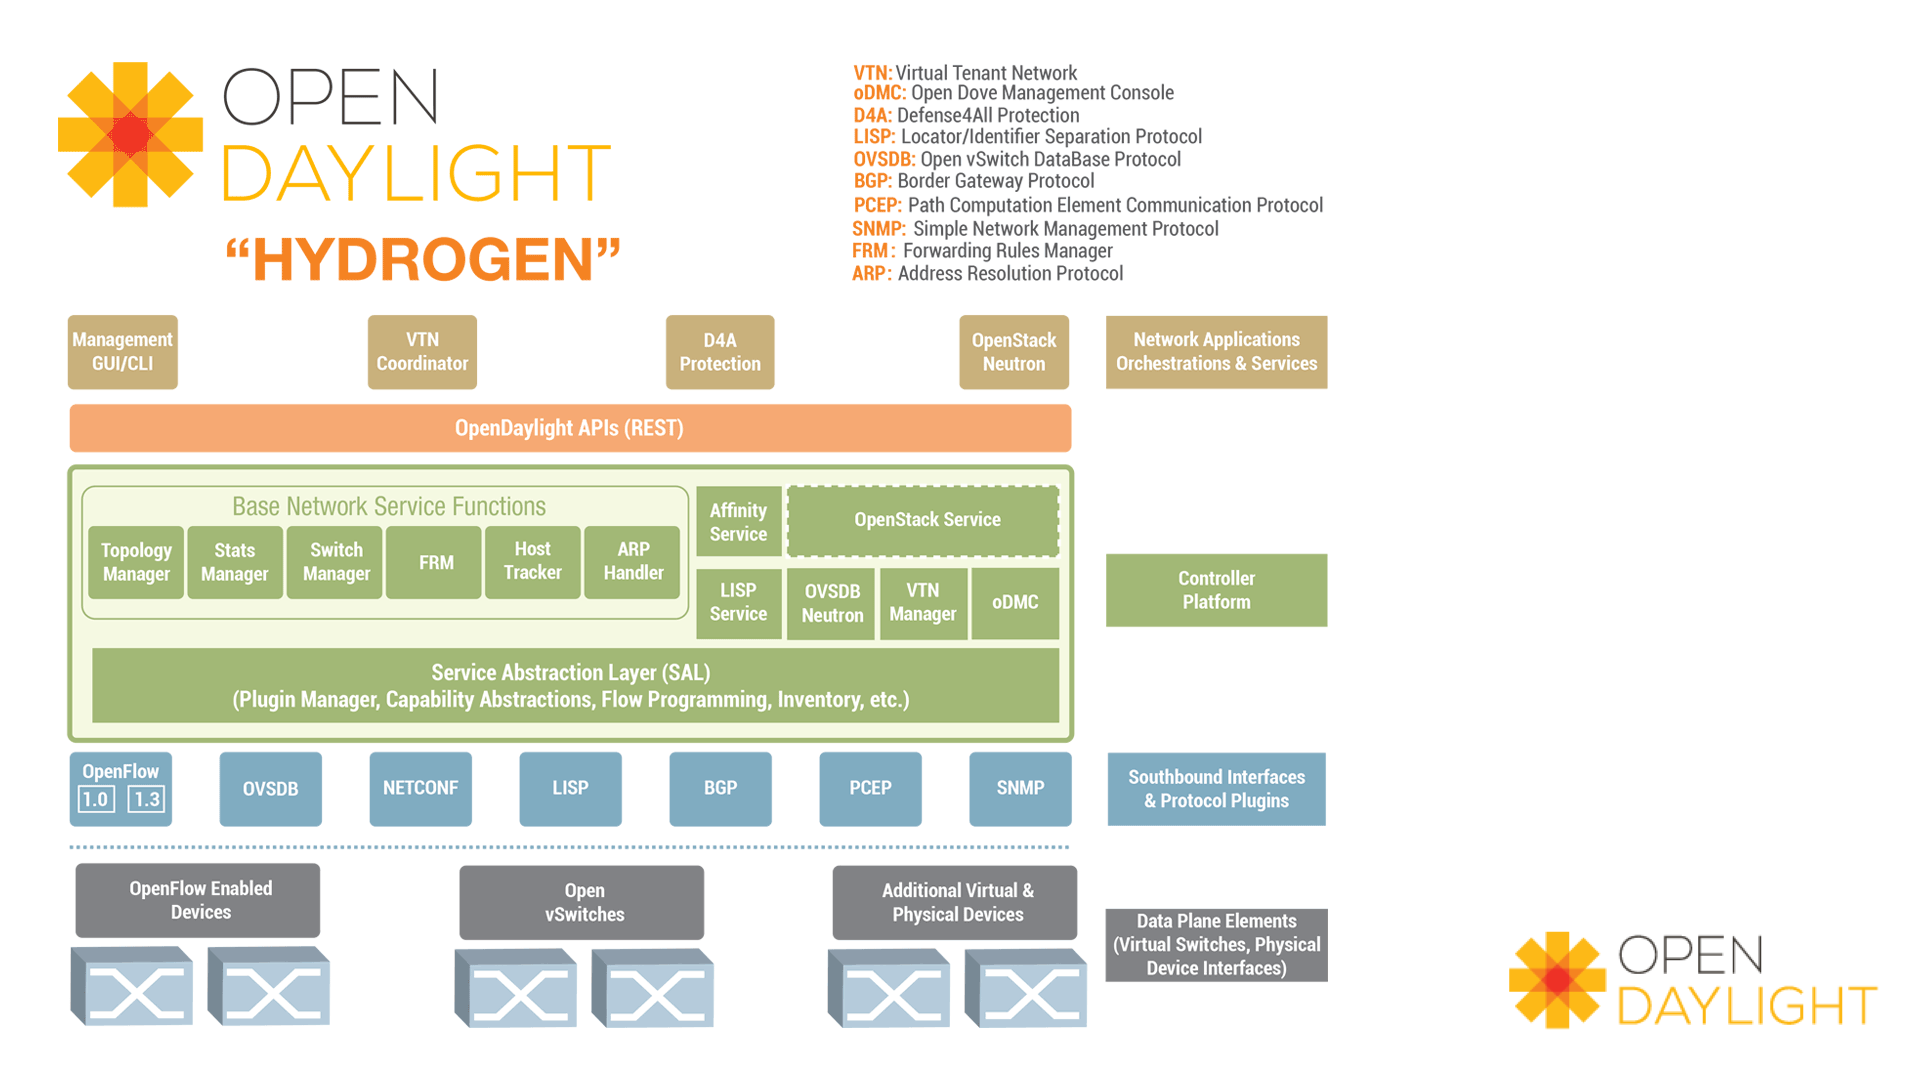 OPEN
DAYLIGHT
“HYDROGEN”
VTN: Virtual Tenant Network
oDMC: Open Dove Management Console
D4A: Defense4All Protection
LISP: Locator/Identifier Separation Protocol
OVSDB: Open vSwitch DataBase Protocol
BGP: Border Gateway Protocol
PCEP: Path Computation Element Communication Protocol
SNMP: Simple Network Management Protocol
FRM: Forwarding Rules Manager
ARP: Address Resolution Protocol
Management
GUI/CLI
VTN
Coordinator
D4A
Protection
OpenStack
Neutron
Network Applications
Orchestrations & Services
OpenDaylight APIs (REST)
Base Network Service Functions
Topology
Manager
Stats
Manager
Switch
Manager
FRM
Host
Tracker
ARP
Handler
Affinity
Service
OpenStack Service
LISP
Service
OVSDB
Neutron
VTN
Manager
oDMC
Controller
Platform
Service Abstraction Layer (SAL)
(Plugin Manager, Capability Abstractions, Flow Programming, Inventory, etc.)
OpenFlow
1.0 1.3
OVSDB
NETCONF
LISP
BGP
PCEP
SNMP
Southbound Interfaces
& Protocol Plugins
OpenFlow Enabled
Devices
Open
vSwitches
Additional Virtual &
Physical Devices
Data Plane Elements
(Virtual Switches, Physical
Device Interfaces)
OPEN
DAYLIGHT